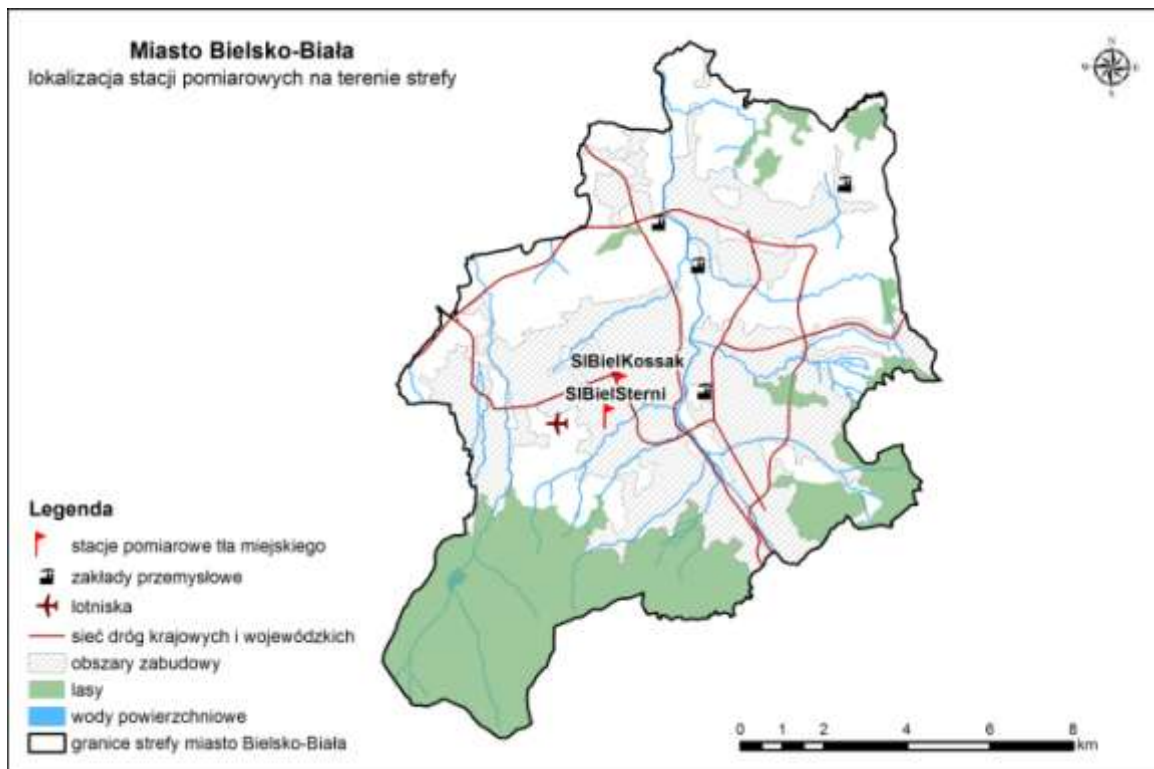 Miasto Bielsko-Biała
lokalizacja stacji pomiarowych na terenie strefy
N
S
SlBielKossak
SlBielSterni
Legenda
stacje pomiarowe tła miejskiego
zakłady przemysłowe
lotniska
sieć dróg krajowych i wojewódzkich
obszary zabudowy
lasy
wody powierzchniowe
granice strefy miasto Bielsko-Biała
0 1 2 4 6 8
km